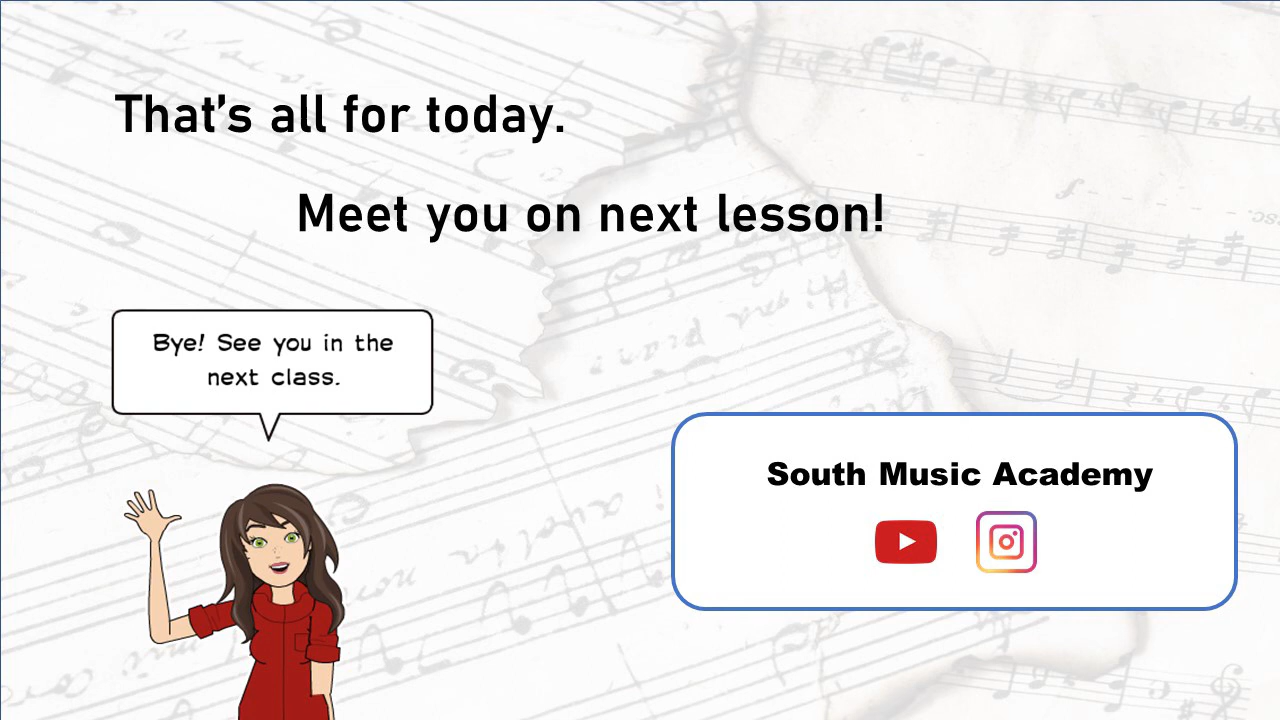 That's all for today.
Meet you on next lesson!
Bye! See you in the
next class.
South Music Academy